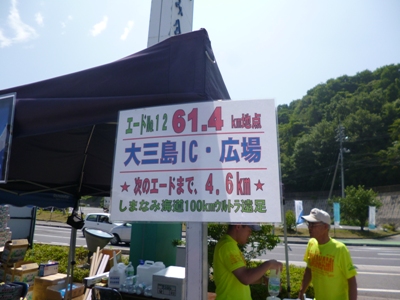 エードNo.12 61.4 km地点
大三島IC・広場
★ 次のエードまで、4.6km ★
しまなみ海道100kmウルトラ遠足